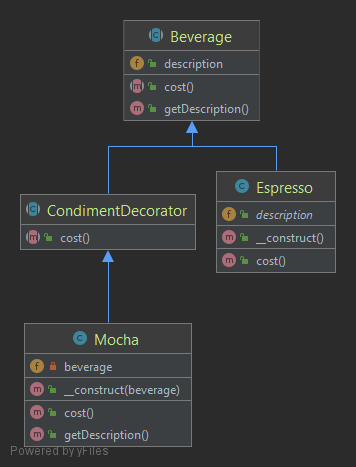 Beverage
description
cost()
getDescription()
CondimentDecorator
cost()
Espresso
description
__construct()
cost()
Mocha
beverage
__construct(beverage)
cost()
getDescription()
Powered by yFiles